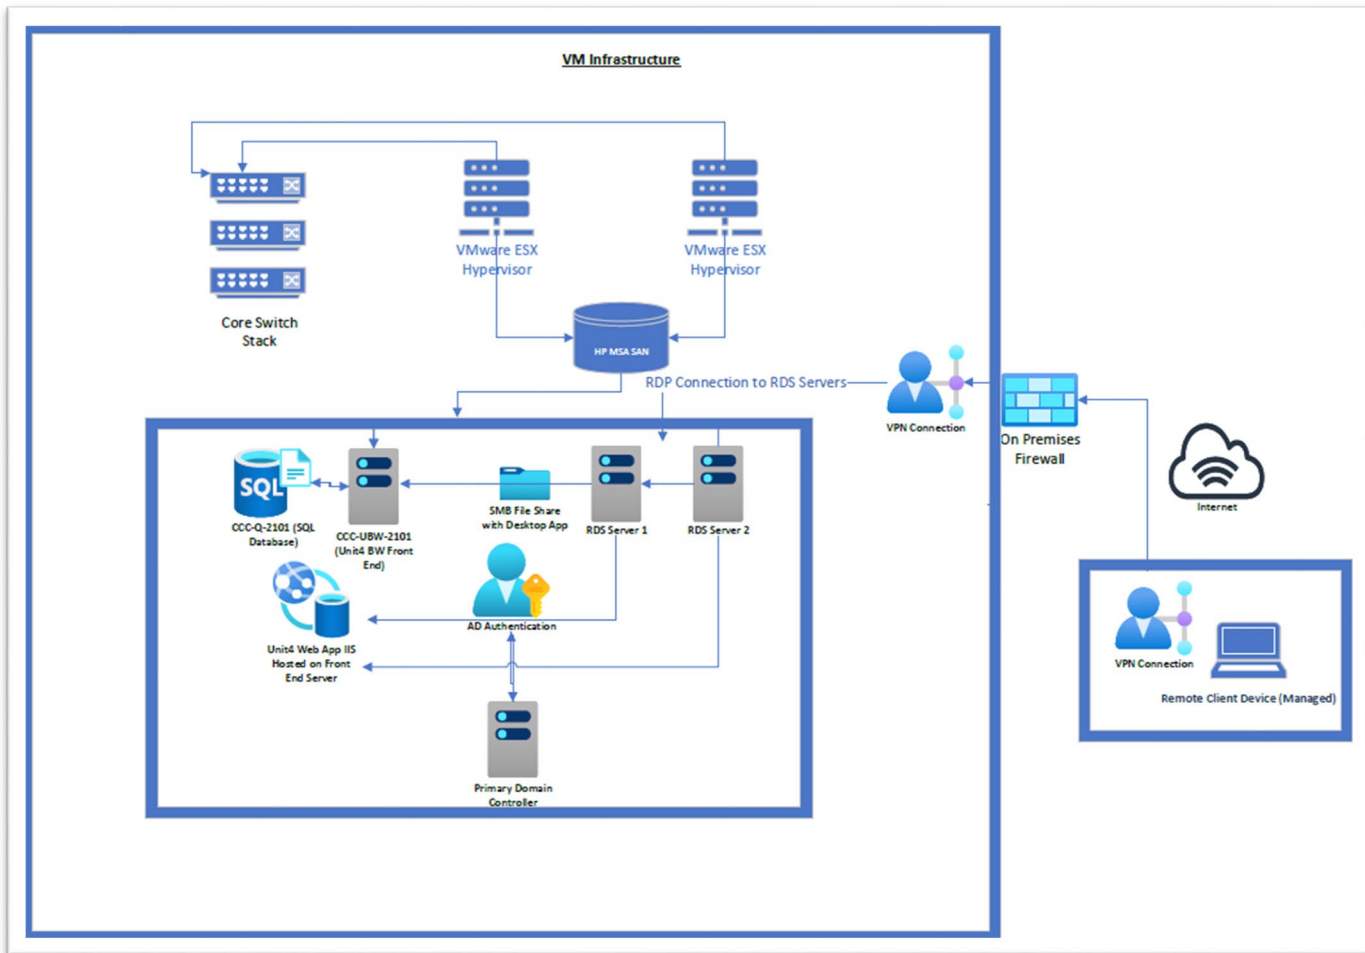 VM Infrastructure
VMware ESX
Hypervisor
VMware ESX
Hypervisor
Core Switch
Stack
HP MSA SAN
RDP Connection to RDS Servers
VPN Connection
On Premises
Firewall
Internet
SQL
CCC-Q-2101 (SQL
Database)
CCC-UBW-2101
(Unit4 BW Front
End)
SMB File Share
with Desktop App
RDS Server 1
RDS Server 2
AD Authentication
Unit4 Web App IIS
Hosted on Front
End Server
Primary Domain
Controller
VPN Connection
Remote Client Device (Managed)